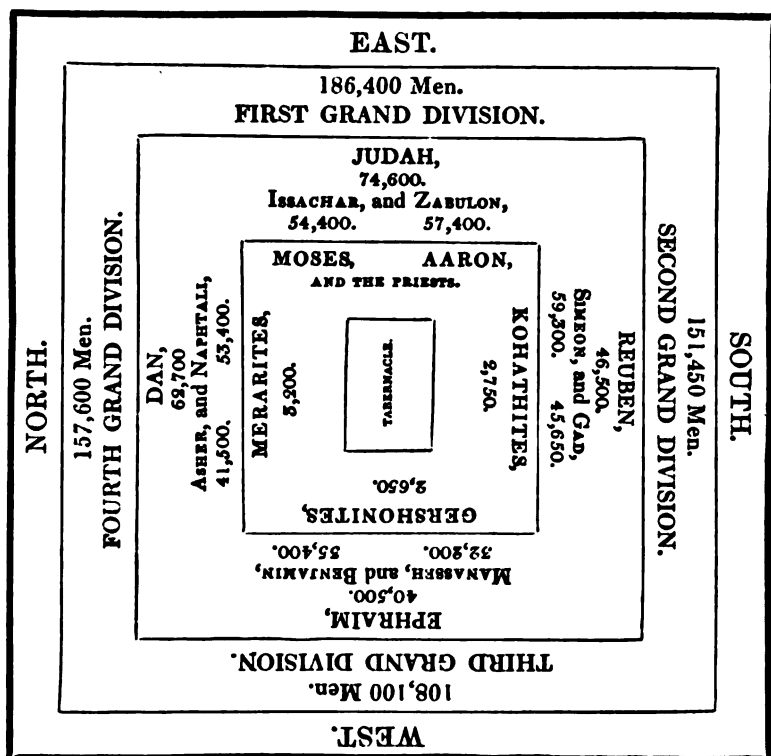 EAST.
186,400 Men.
FIRST GRAND DIVISION.
JUDAH,
74,600.
ISSACHAR, and ZABULON,
54,400. 57,400.
MOSES, AARON,
AND THE PRIESTS.
TABERNACLE.
SOUTH.
151,450 Men.
SECOND GRAND DIVISION.
REUBEN,
46,500.
SIMEON, and GAD,
59,300. 45,650.
KOHATHITES,
2,750.
WEST.
108,100 Men.
THIRD GRAND DIVISION.
EPHRAIM,
40,500.
MANASSEH, and BENJAMIN,
32,200. 35,400.
GERSHONITES,
2,650.
NORTH.
157,600 Men.
FOURTH GRAND DIVISION.
DAN,
62,700
ASHER, and NAPHTALI,
41,500. 53,400.
MERARITES,
3,200.